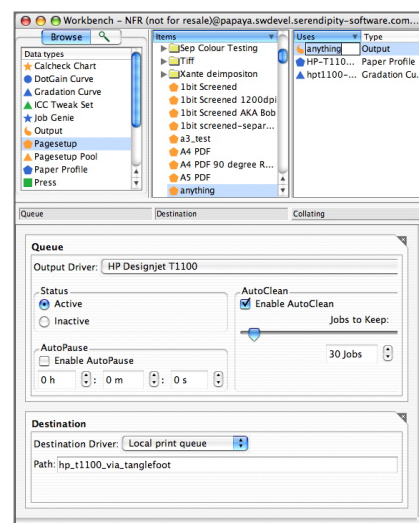 Workbench – NFR (not for resale)@papaya.swdevel.serendipity-software.com...
Browse
Data types
Calcheck Chart
DotGain Curve
Gradation Curve
ICC Tweak Set
Job Genie
Output
Pagesetup
Pagesetup Pool
Paper Profile
Press
Items
Sep Colour Testing
Tiff
Xante deimpositon
1bit Screened
1bit Screened 1200dpi
1bit Screened AKA Bob
1bit screened-separ...
a3_test
A4 PDF
A4 PDF 90 degree R...
A5 PDF
anything
Uses Type
anything Output
HP-T110... Paper Profile
hpt1100-... Gradation Cu.
Queue Destination Collating
Queue
Output Driver: HP Designjet T1100
Status
Active
Inactive
AutoPause
Enable AutoPause
0 h : 0 m : 0 s
AutoClean
Enable AutoClean
Jobs to Keep:
30 Jobs
Destination
Destination Driver: Local print queue
Path: hp_t1100_via_tanglefoot